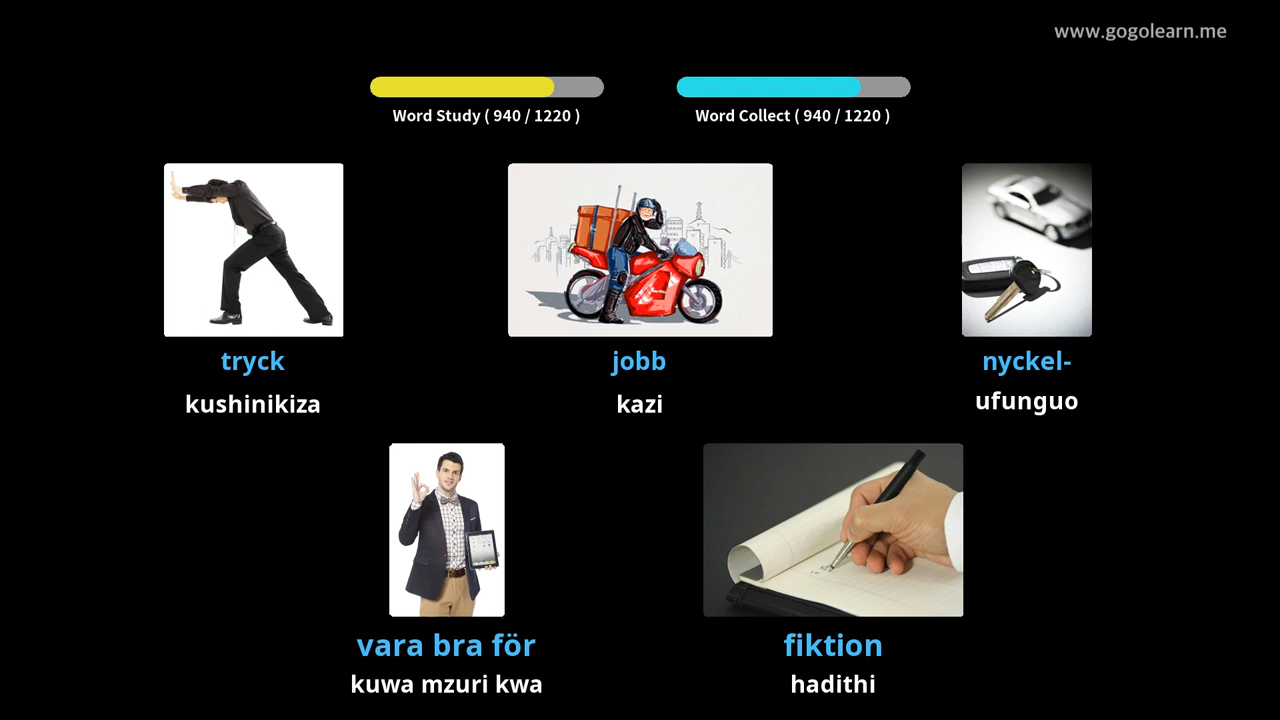 www.gogolearn.me
Word Study ( 940 / 1220 )
Word Collect ( 940 / 1220 )
tryck
kushinikiza
jobb
kazi
nyckel-
ufunguo
vara bra för
kuwa mzuri kwa
fiktion
hadithi